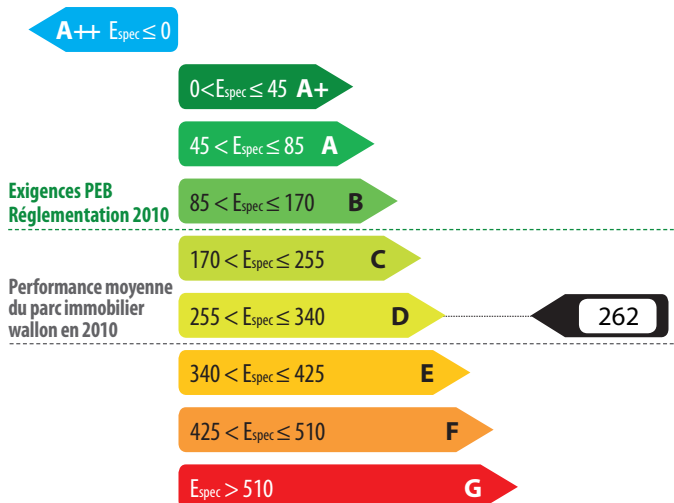 A++ Espec ≤ 0
0<Espec ≤ 45 A+
45 < Espec ≤ 85 A
Exigences PEB
Réglementation 2010
85 < Espec ≤ 170 B
170 < Espec ≤ 255 C
Performance moyenne
du parc immobilier
wallon en 2010
255 < Espec ≤ 340 D
262
340 < Espec ≤ 425 E
425 < Espec ≤ 510 F
Espec > 510 G